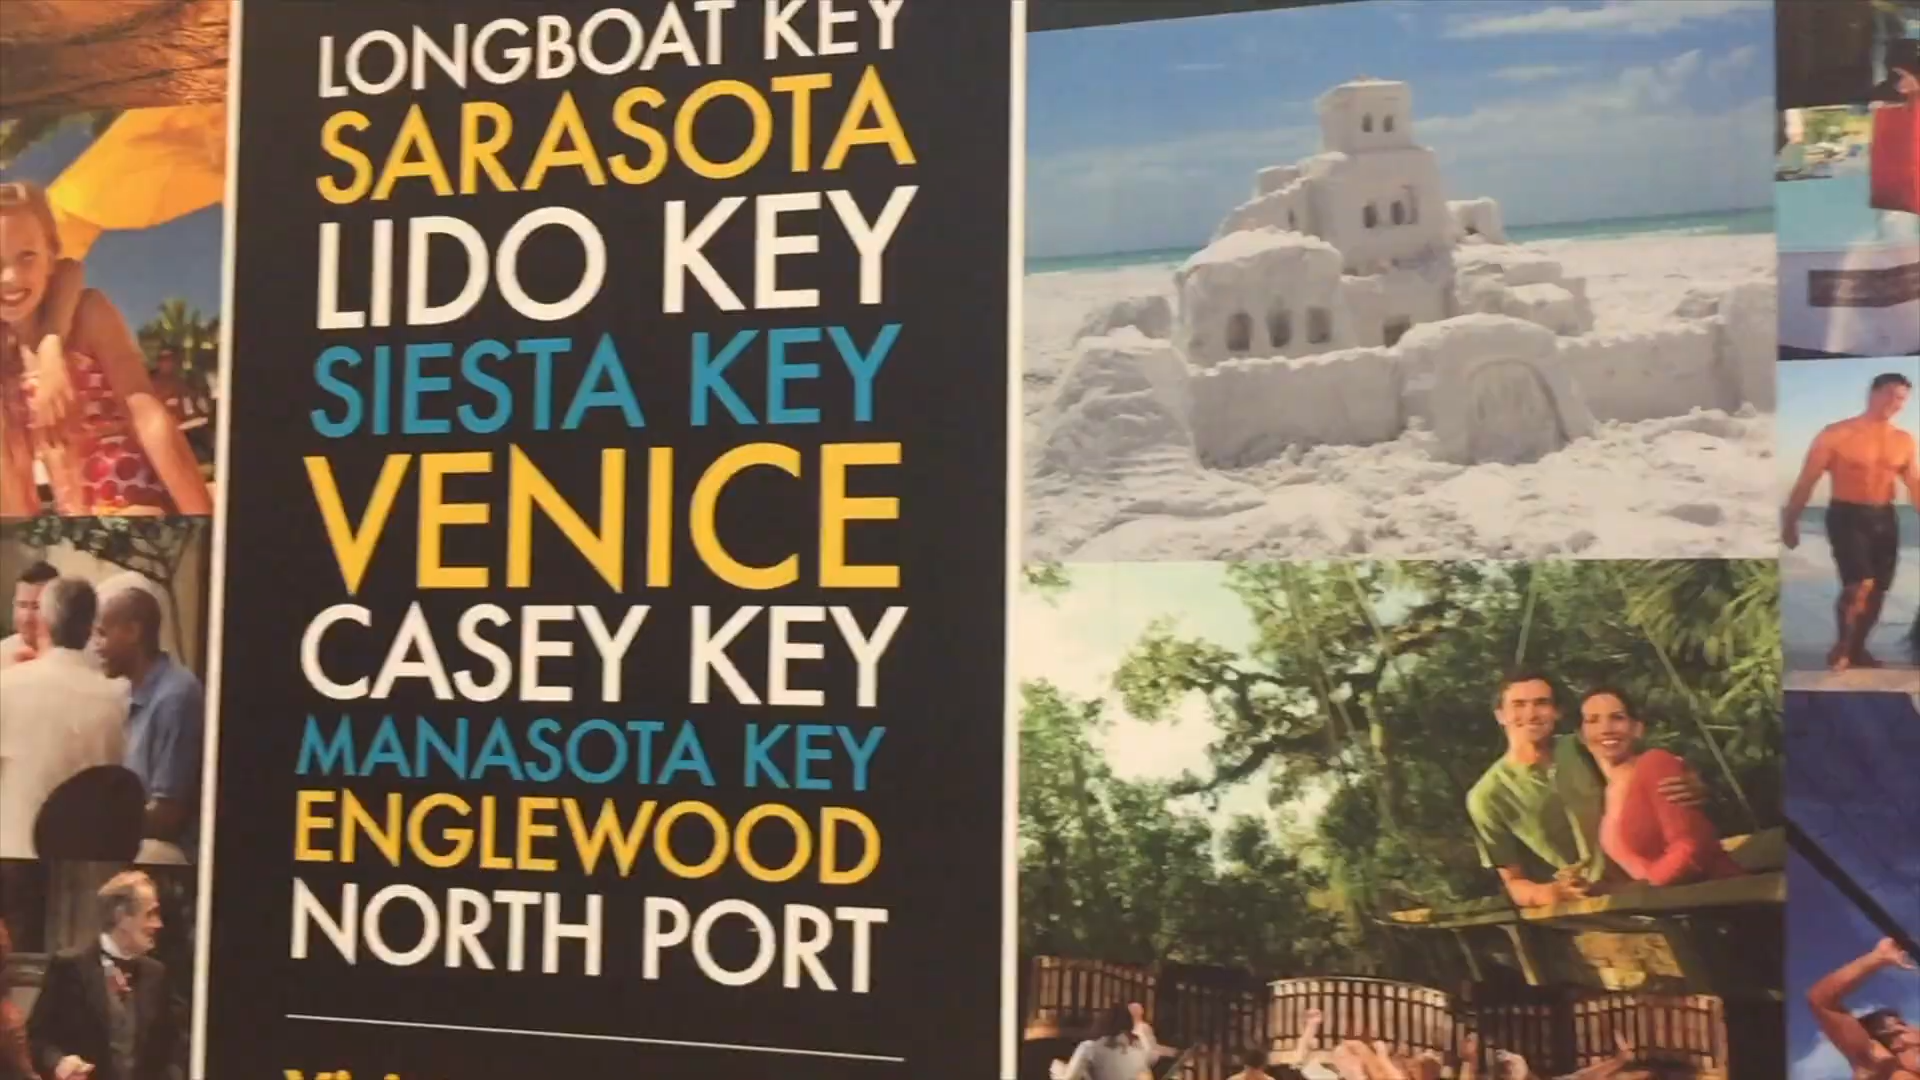 LONGBOAT KEY
SARASOTA
LIDO KEY
SIESTA KEY
VENICE
CASEY KEY
MANASOTA KEY
ENGLEWOOD
NORTH PORT